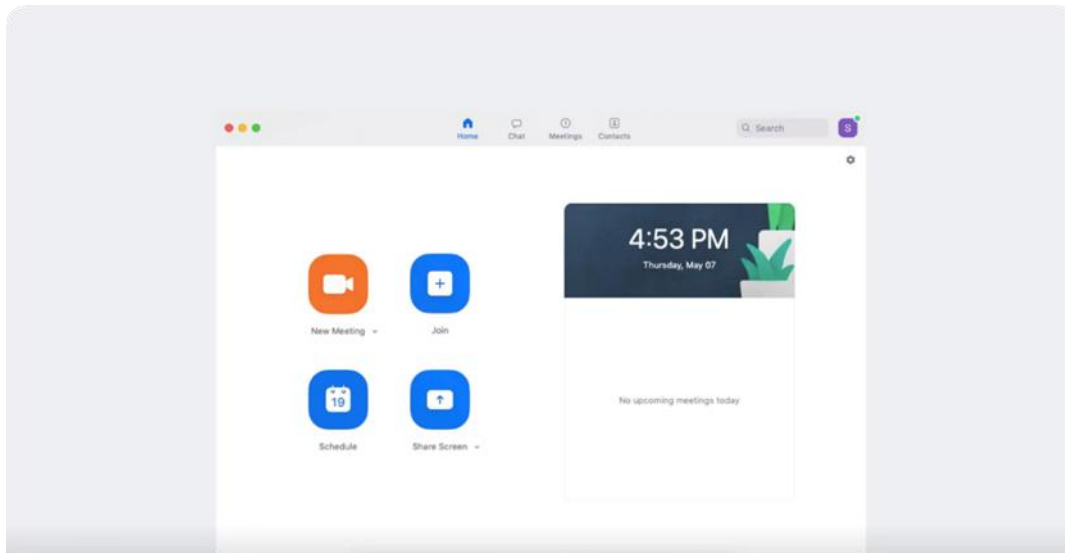 Home
Chat
Meetings
Contacts
Search
S
4:53 PM
Thursday, May 07
New Meeting
Join
19
Schedule
Share Screen
No upcoming meetings today